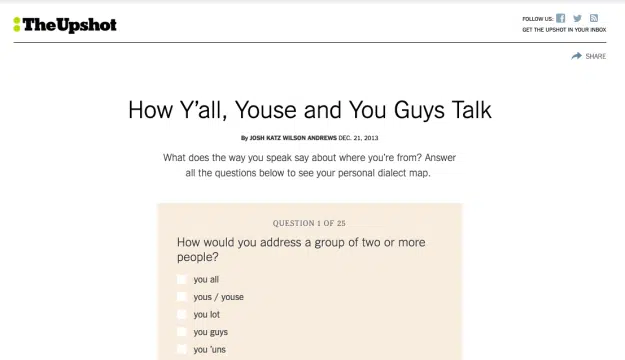 TheUpshot
FOLLOW US:
GET THE UPSHOT IN YOUR INBOX
SHARE
How Y'all, Youse and You Guys Talk
By JOSH KATZ WILSON ANDREWS DEC. 21, 2013
What does the way you speak say about where you're from? Answer
all the questions below to see your personal dialect map.
QUESTION 1 OF 25
How would you address a group of two or more
people?
you all
yous / youse
you lot
you guys
you 'uns